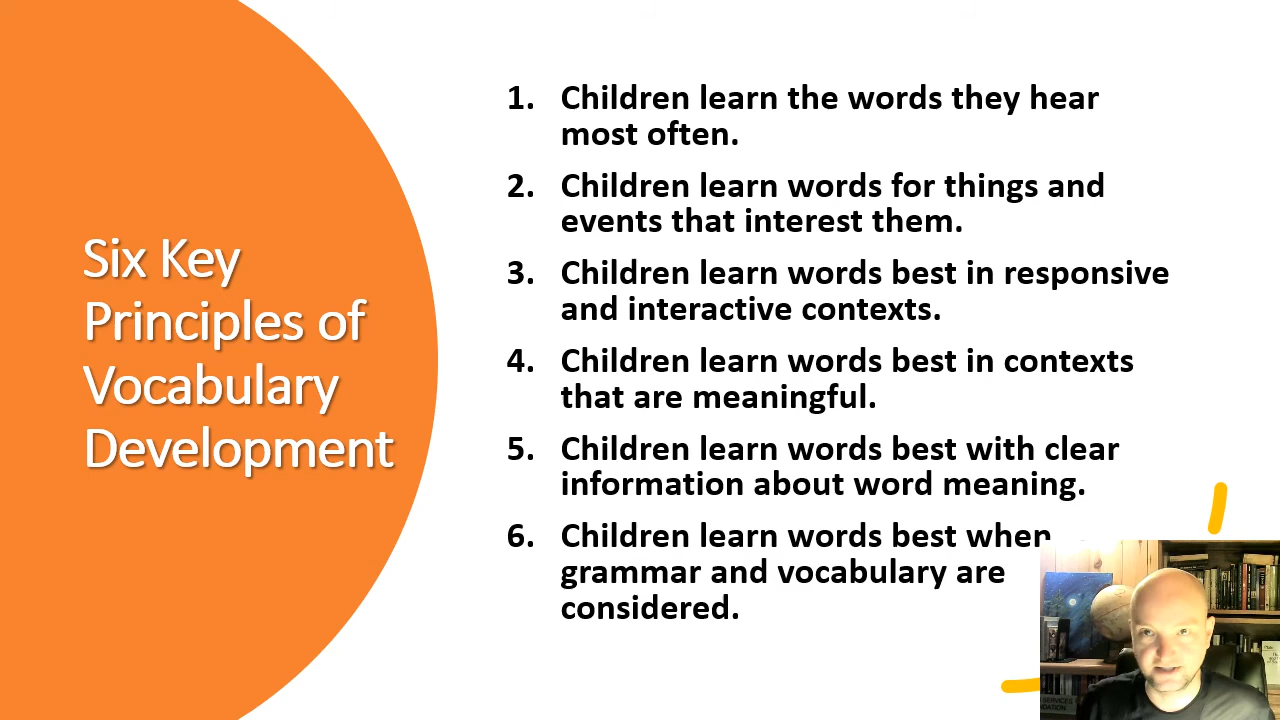 Six Key
Principles of
Vocabulary
Development
1. Children learn the words they hear
most often.
2. Children learn words for things and
events that interest them.
3. Children learn words best in responsive
and interactive contexts.
4. Children learn words best in contexts
that are meaningful.
5. Children learn words best with clear
information about word meaning.
6. Children learn words best when
grammar and vocabulary are
considered.
SERVICES